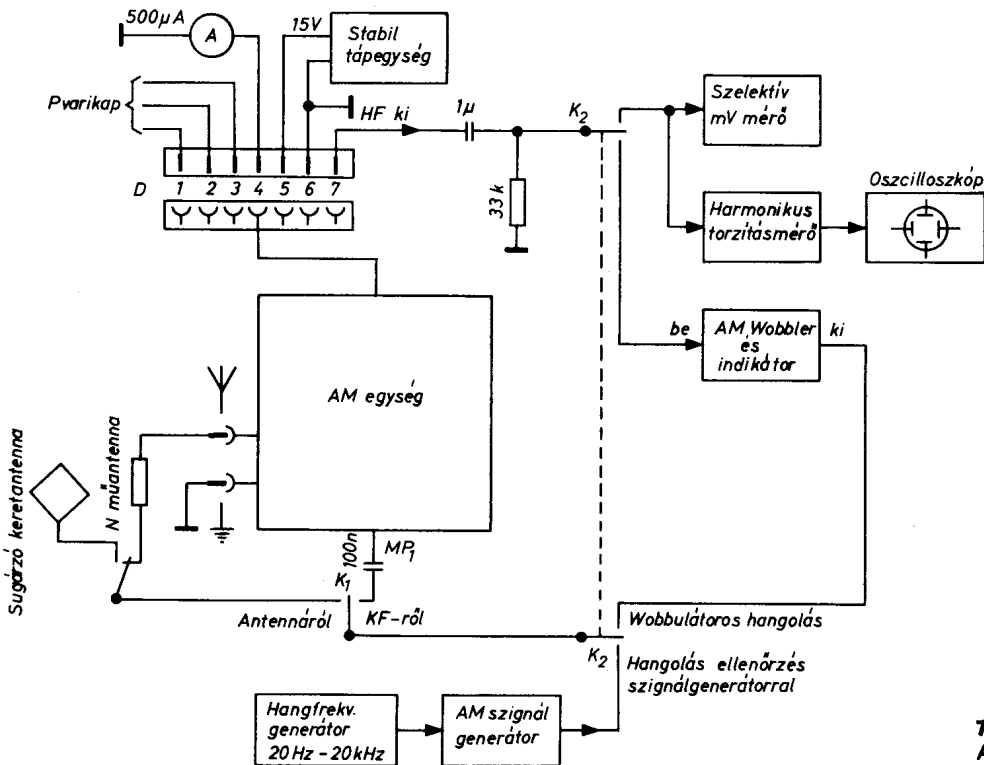 500µA
A
15V
Stabil
tápegység
Pvarikap
HF ki
1µ
K2
Szelektív
mV mérő
D 1 2 3 4 5 6 7
33k
Oszcilloszkóp
Harmonikus
torzításmérő
be
AM Wobbler
és
indikátor
ki
AM egység
Sugárzó keretantenna
N műantenna
100n
MP1
K1
Antennáról
KF-ről
K2
Wobbulátoros hangolás
Hangolás ellenőrzés
szignálgenerátorral
Hangfrekv.
generátor
20Hz - 20kHz
AM szignál
generátor